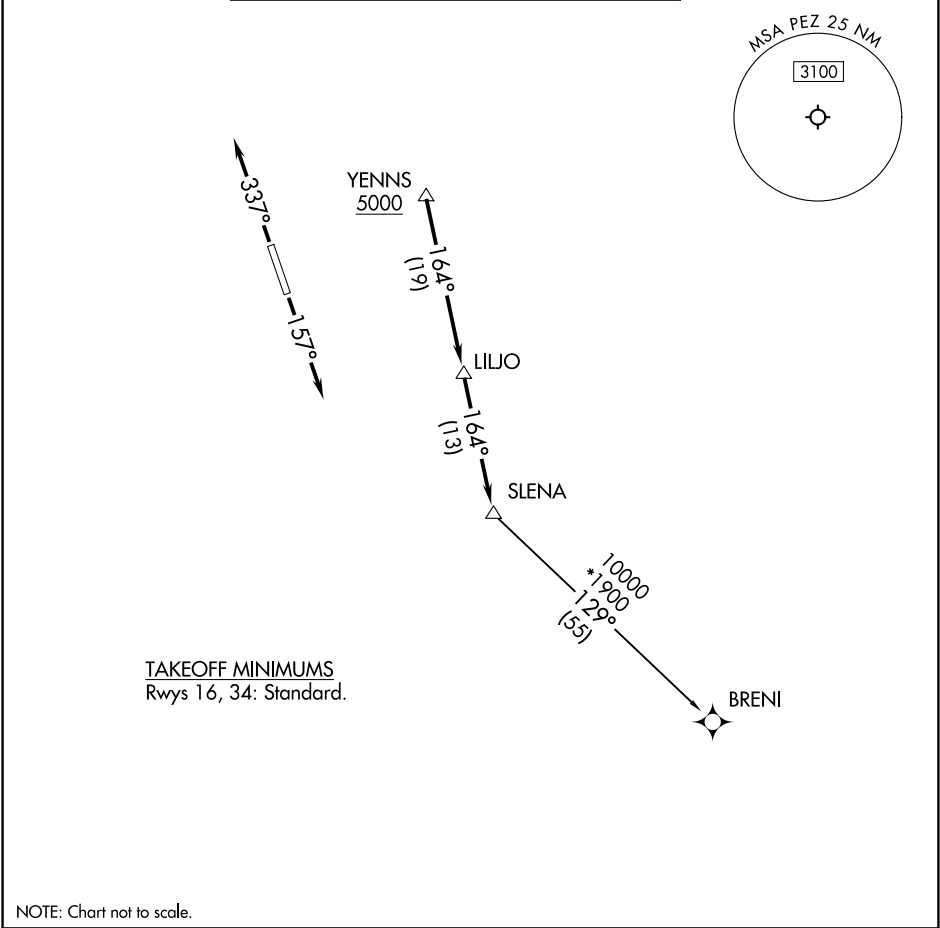 MSA PEZ 25 NM
3100
YENNS
5000
337°
157°
164°
(19)
LILJO
164°
(13)
SLENA
10000
*1900
129°
(55)
BRENI
TAKEOFF MINIMUMS
Rwys 16, 34: Standard.
NOTE: Chart not to scale.